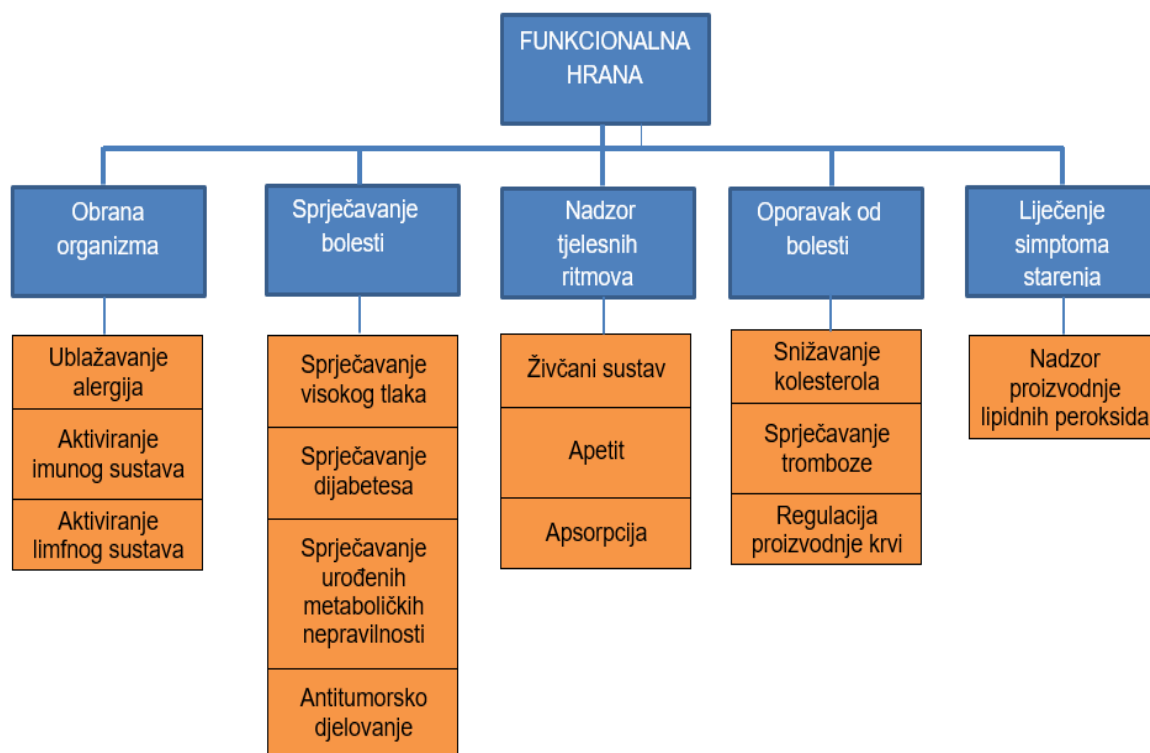 FUNKCIONALNA
HRANA
Obrana
organizma
Sprječavanje
bolesti
Nadzor
tjelesnih
ritmova
Oporavak od
bolesti
Liječenje
simptoma
starenja
Ublažavanje
alergija
Aktiviranje
imunog sustava
Aktiviranje
limfnog sustava
Sprječavanje
visokog tlaka
Sprječavanje
dijabetesa
Sprječavanje
urođenih
metaboličkih
nepravilnosti
Antitumorsko
djelovanje
Živčani sustav
Apetit
Apsorpcija
Snižavanje
kolesterola
Sprječavanje
tromboze
Regulacija
proizvodnje krvi
Nadzor
proizvodnje
lipidnih peroksida